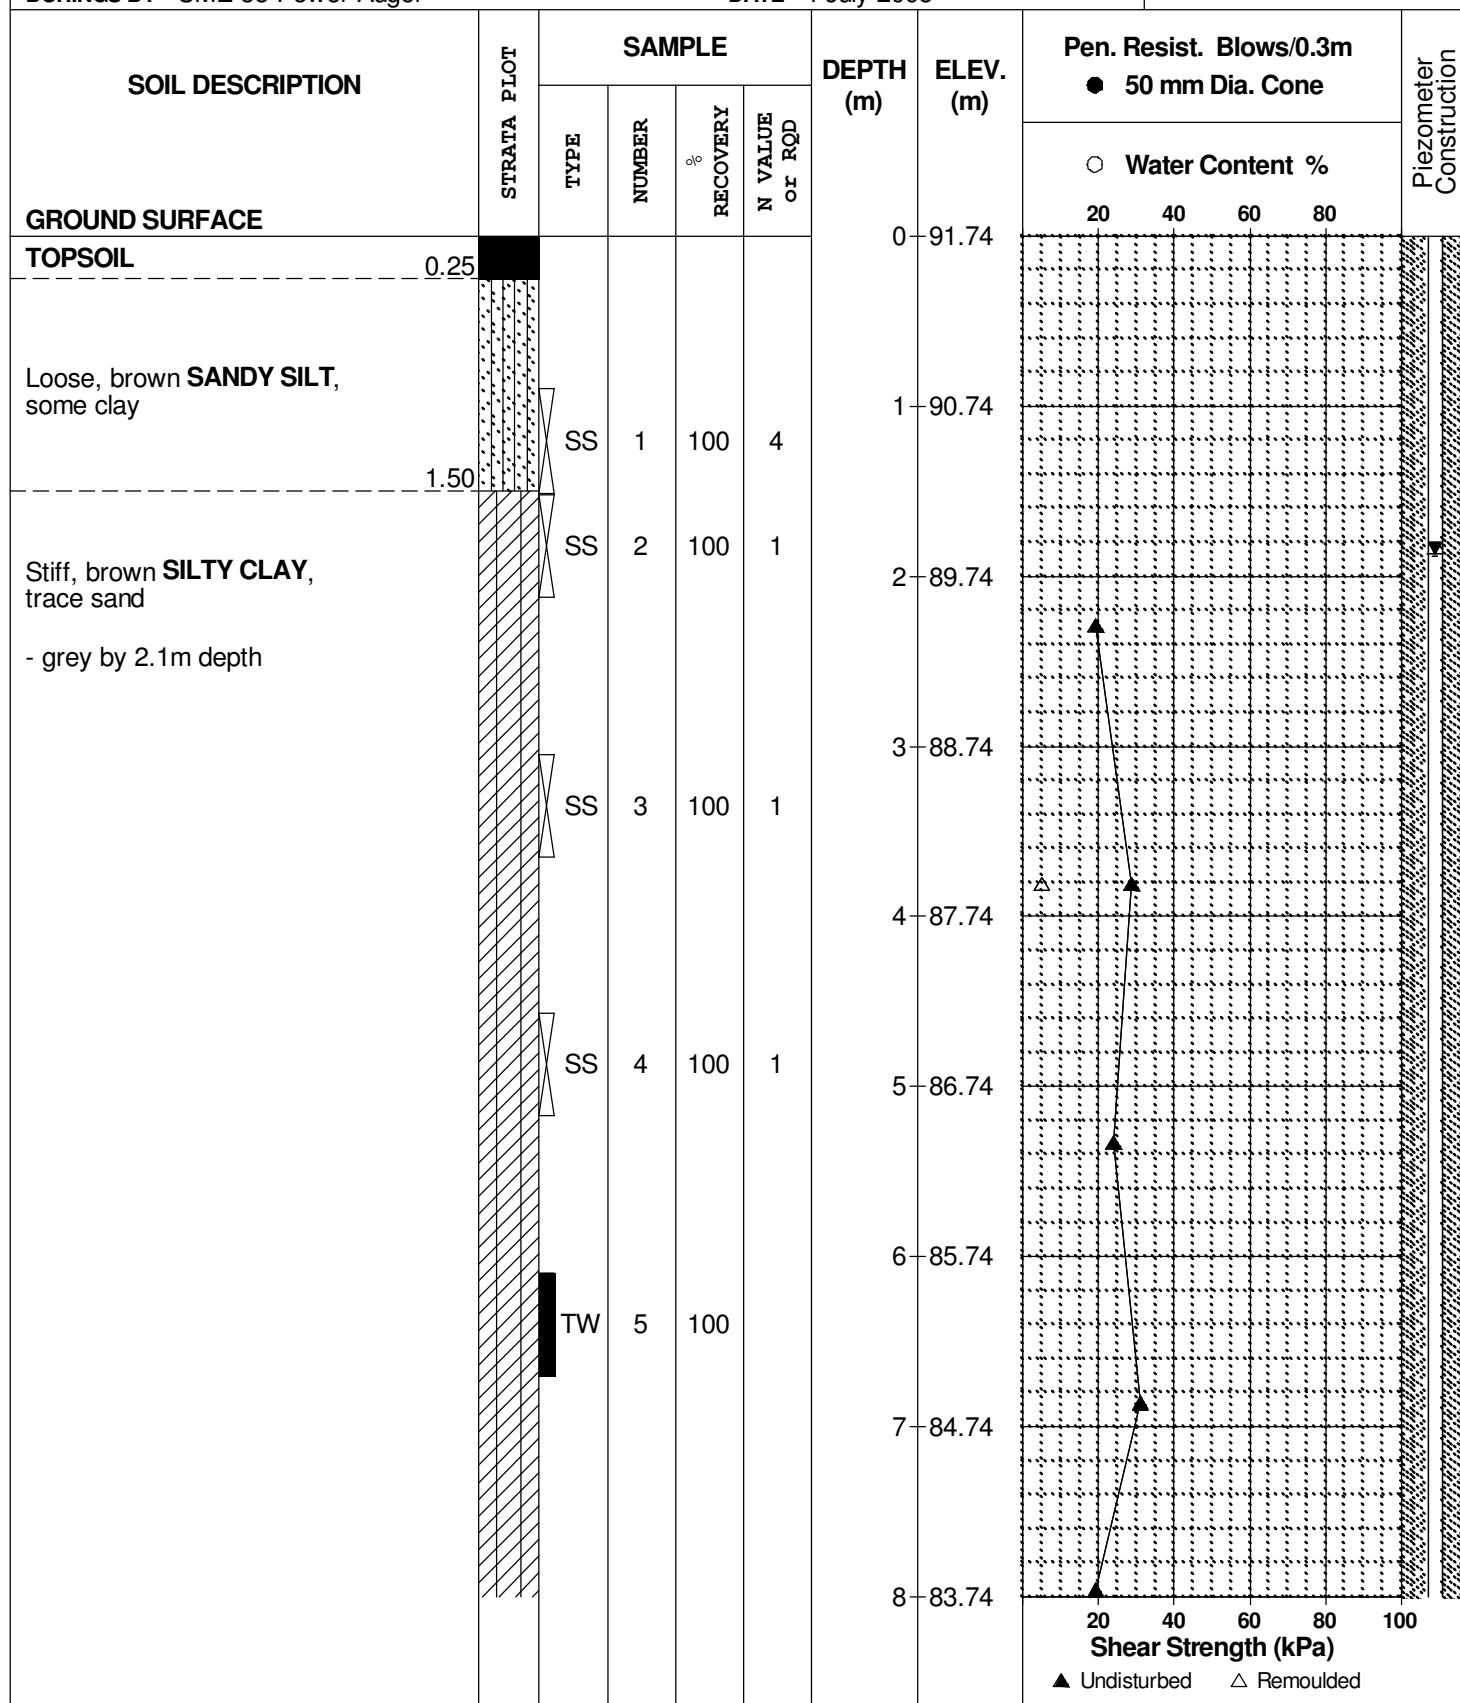 SOIL DESCRIPTION
GROUND SURFACE
STRATA PLOT
SAMPLE
TYPE
NUMBER
% RECOVERY
N VALUE or RQD
DEPTH (m)
ELEV. (m)
Pen. Resist. Blows/0.3m
● 50 mm Dia. Cone
○ Water Content %
20 40 60 80
Piezometer Construction
0 91.74
TOPSOIL
0.25
Loose, brown SANDY SILT,
some clay
1 90.74
SS 1 100 4
1.50
SS 2 100 1
Stiff, brown SILTY CLAY,
trace sand
2 89.74
- grey by 2.1m depth
3 88.74
SS 3 100 1
4 87.74
SS 4 100 1
5 86.74
6 85.74
TW 5 100
7 84.74
8 83.74
20 40 60 80 100
Shear Strength (kPa)
▲ Undisturbed △ Remoulded